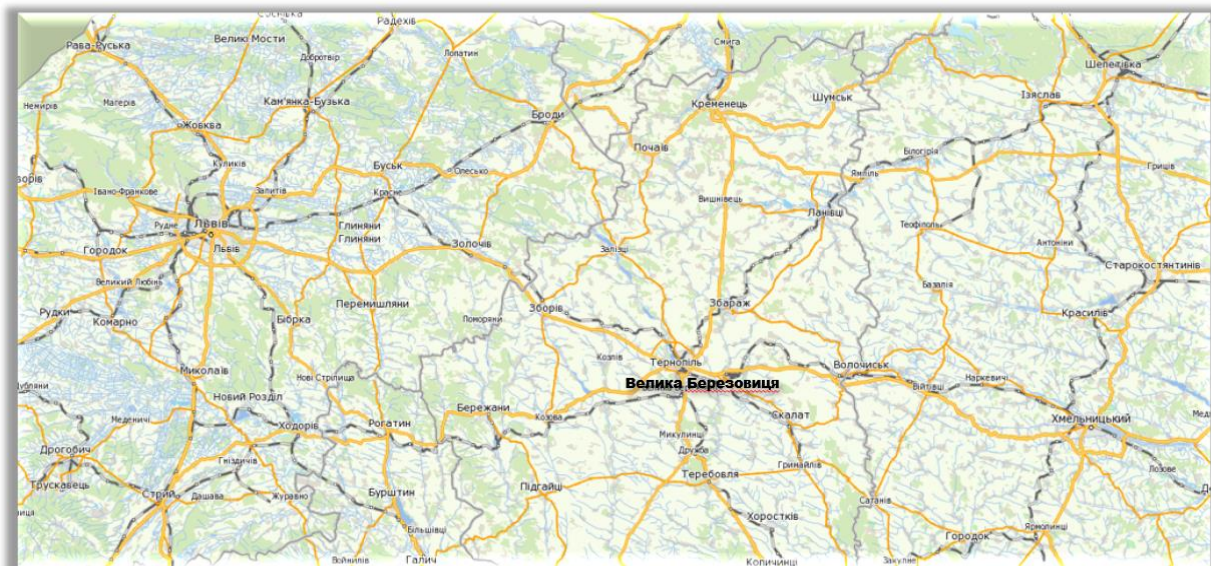 Сокаль
Радехів
Рава-Руська
Великі Мости
Лопатин
Смига
Добротвір
Шепетівка
Немирів
Магерів
Кам'янка-Бузька
Кременець
Шумськ
Ізяслав
Жовква
Броди
Почаїв
Білогір'я
Куликів
Буськ
Олесько
Ямпіль
Гриців
Івано-Франкове
Запитів
Красне
Вишнівець
Ланівці
Рудне
Львів
Глиняни
Глиняни
Теофіполь
Антоніни
Городок
Львів
Золочів
Залізці
Старокостянтинів
Великий Любінь
Базалія
Перемишляни
Збараж
Рудки
Комарно
Бібрка
Поморяни
Зборів
Красилів
Миколаїв
Козлів
Тернопіль
Волочиськ
Нові Стрілища
Велика Березовиця
Війтівці
Наркевичі
Новий Розділ
Меденичі
Бережани
Козова
Скалат
Хмельницький
Ходорів
Рогатин
Микулинці
Дрогобич
Гніздичів
Дружба
Гримайлів
Лозове
Трускавець
Стрий
Дашава
Журавно
Бурштин
Підгайці
Теребовля
Сатанів
Більшівці
Хоростків
Ярмолинці
Городок
Войнилів
Галич
Копичинці
Закупне